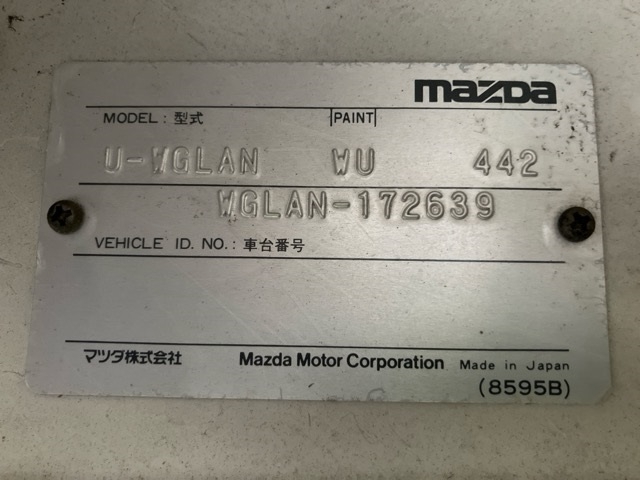 mazda
MODEL : 型式 PAINT
U-WGLAN WU 442
WGLAN-172639
VEHICLE ID. NO.: 車台番号
マツダ株式会社 Mazda Motor Corporation Made in Japan
(8595B)